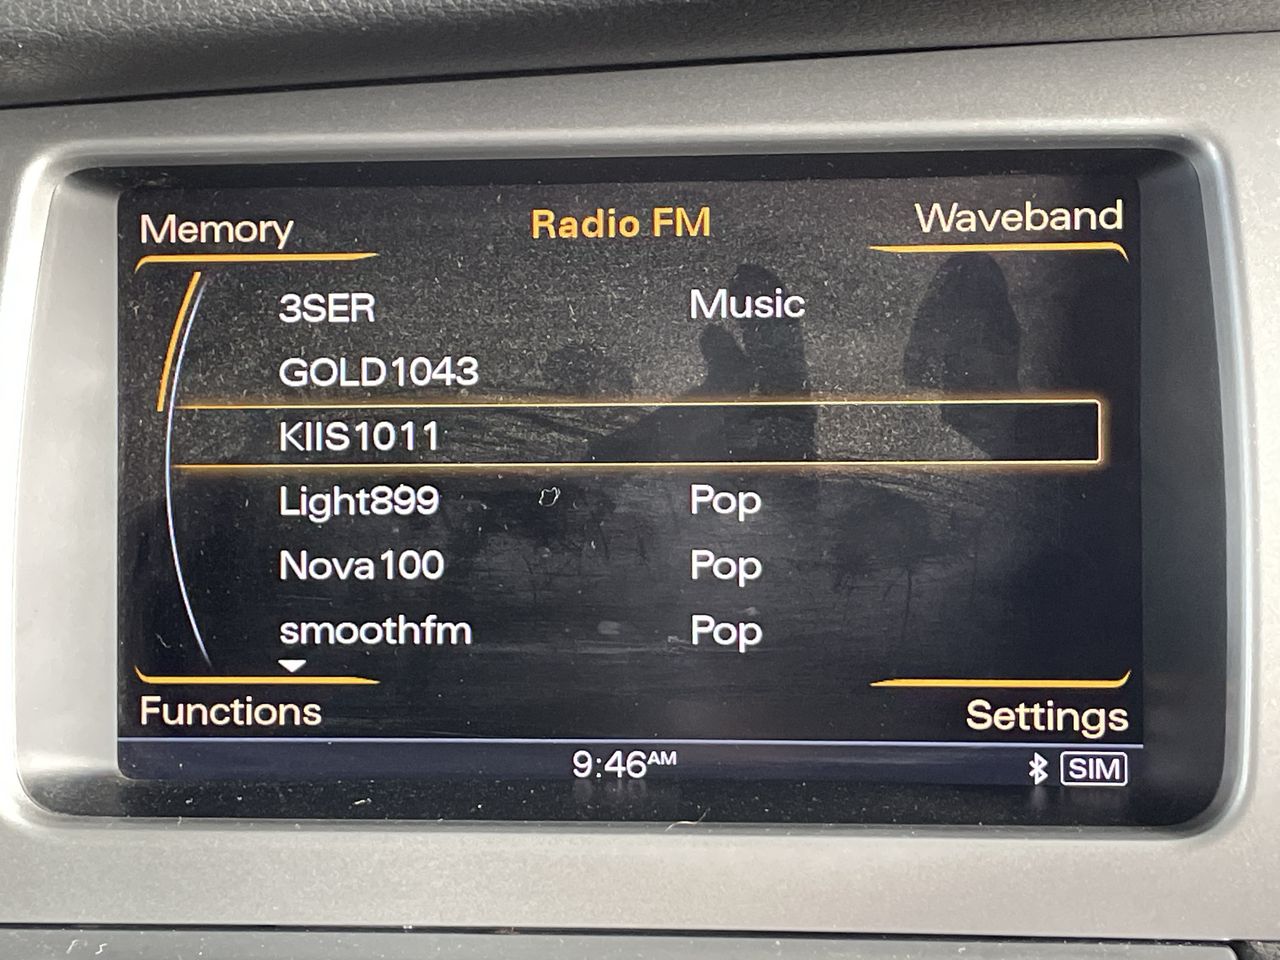 Memory Radio FM Waveband
3SER Music
GOLD1043
KIIS1011
Light899 Pop
Nova100 Pop
smoothfm Pop
Functions Settings
9:46AM SIM